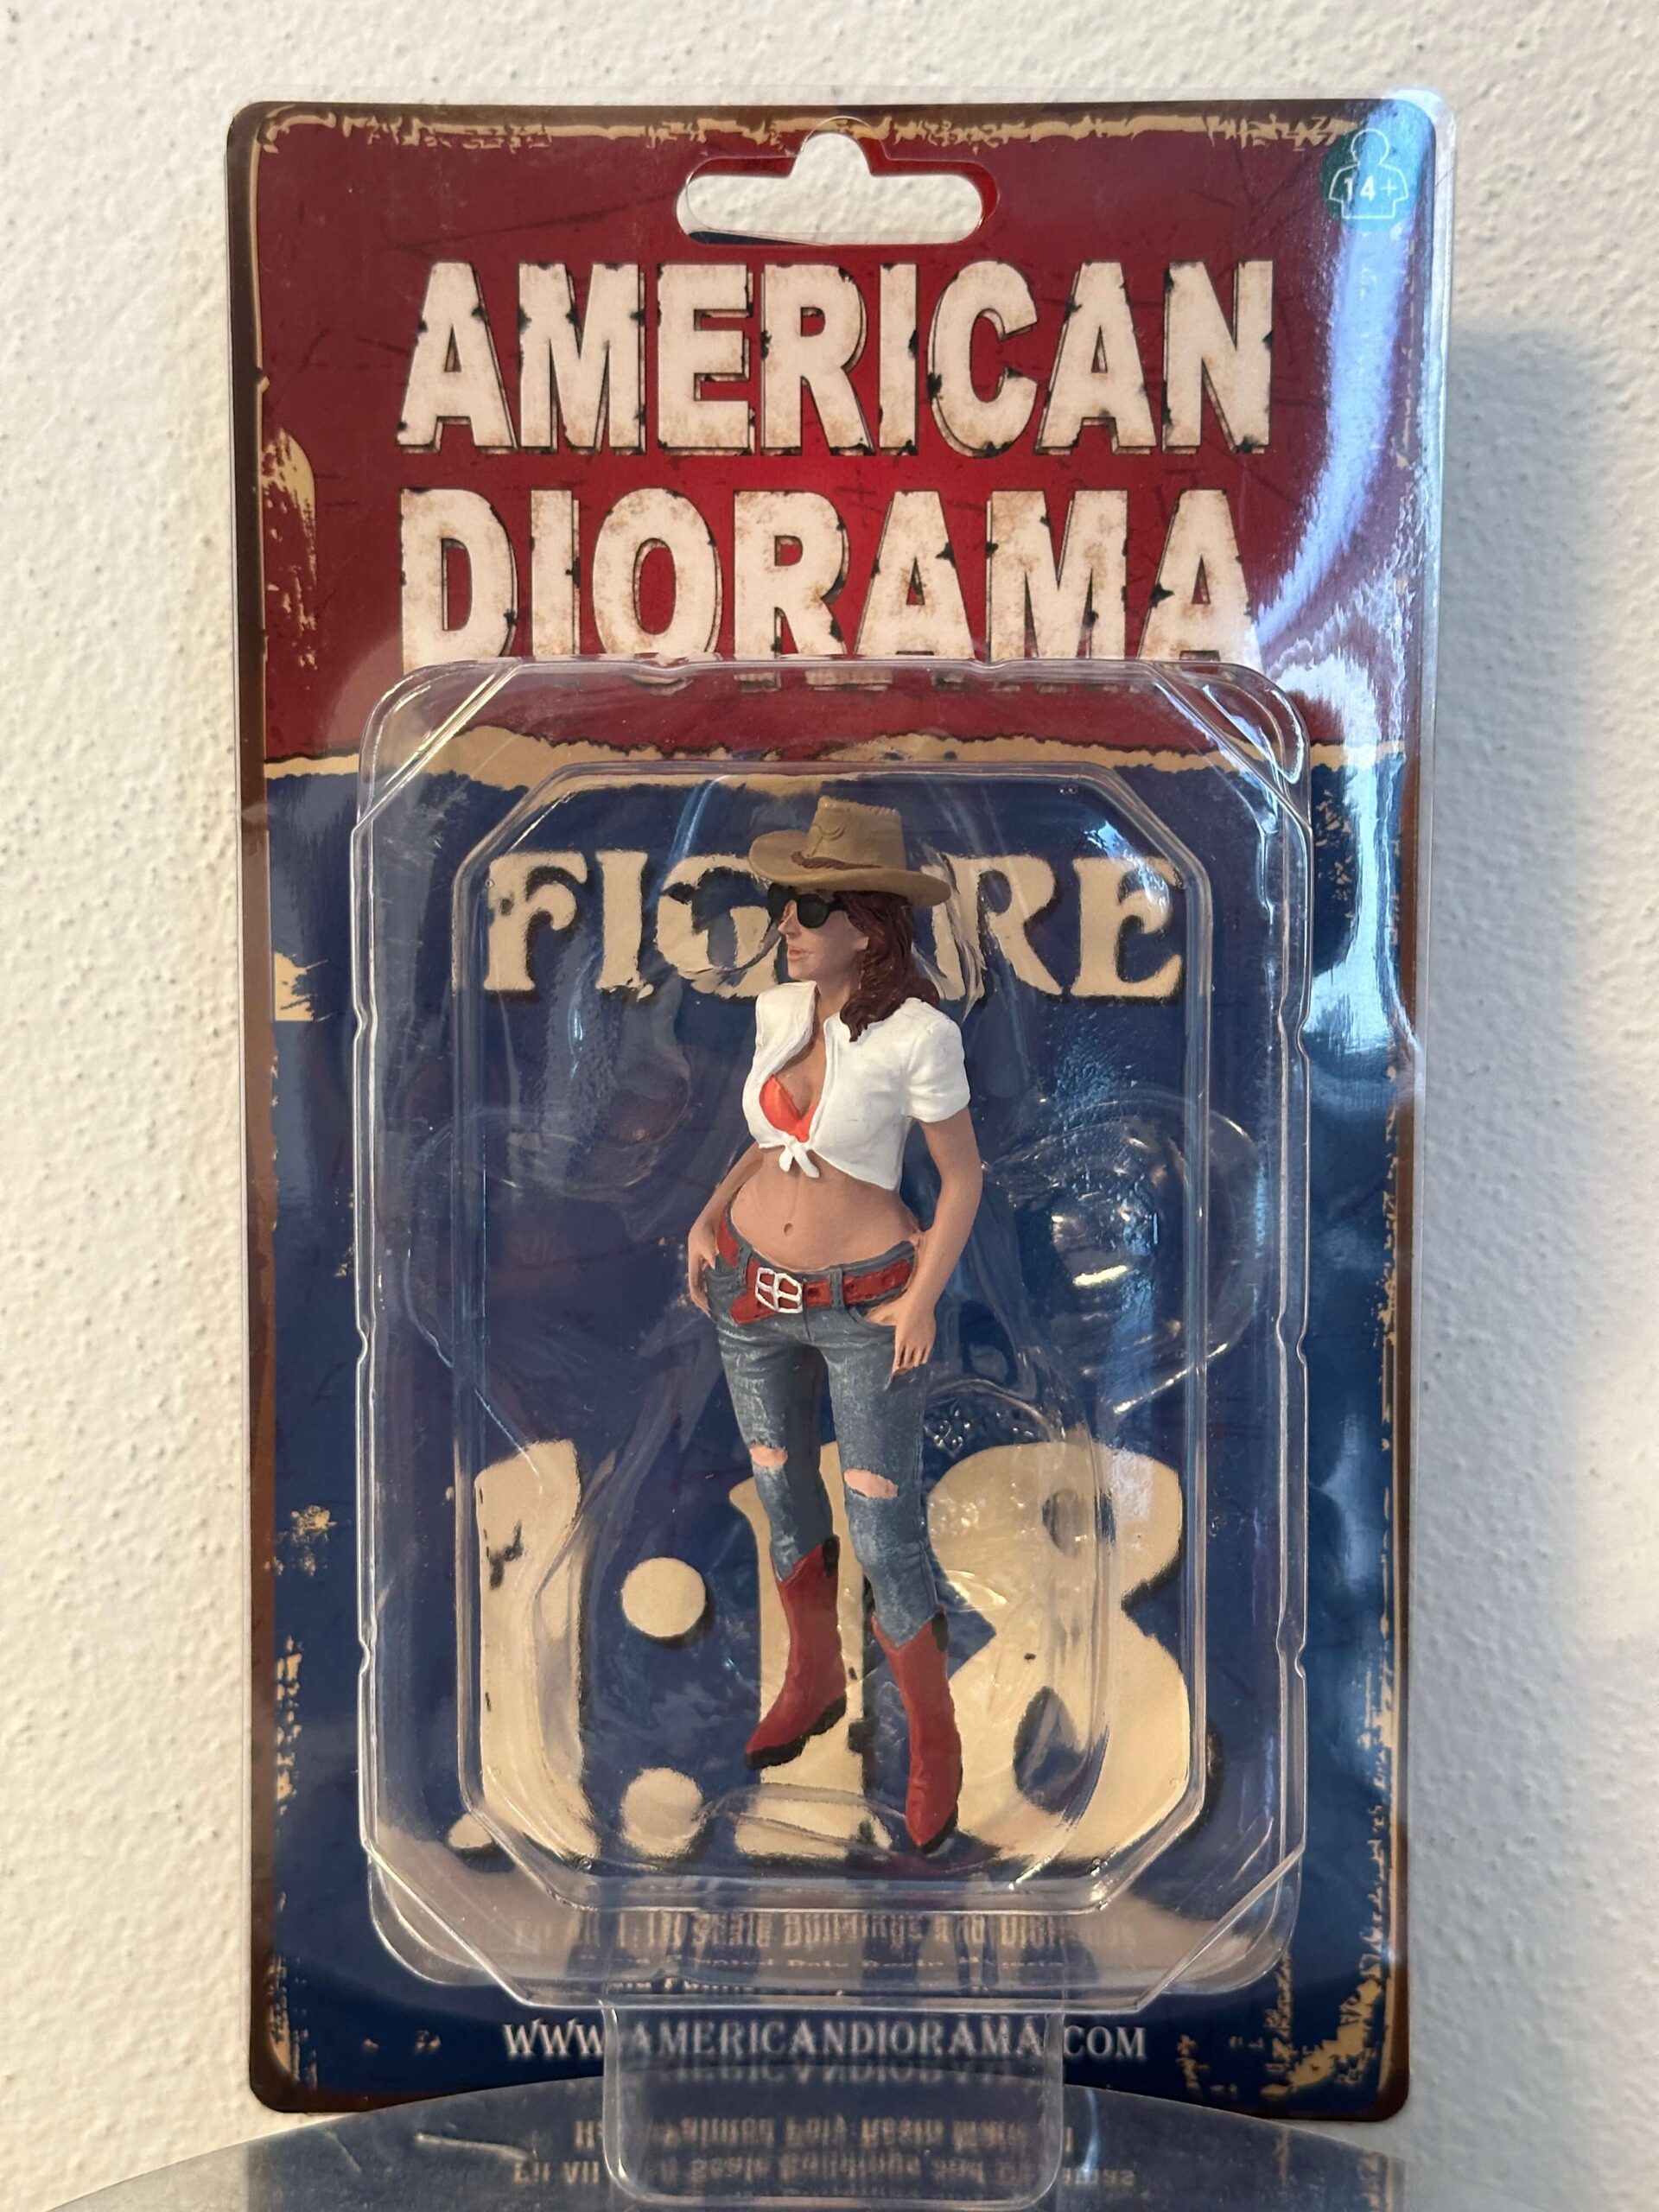 14+
AMERICAN
DIORAMA
FIGURE
1:18
WWW.AMERICANDIORAMA.COM